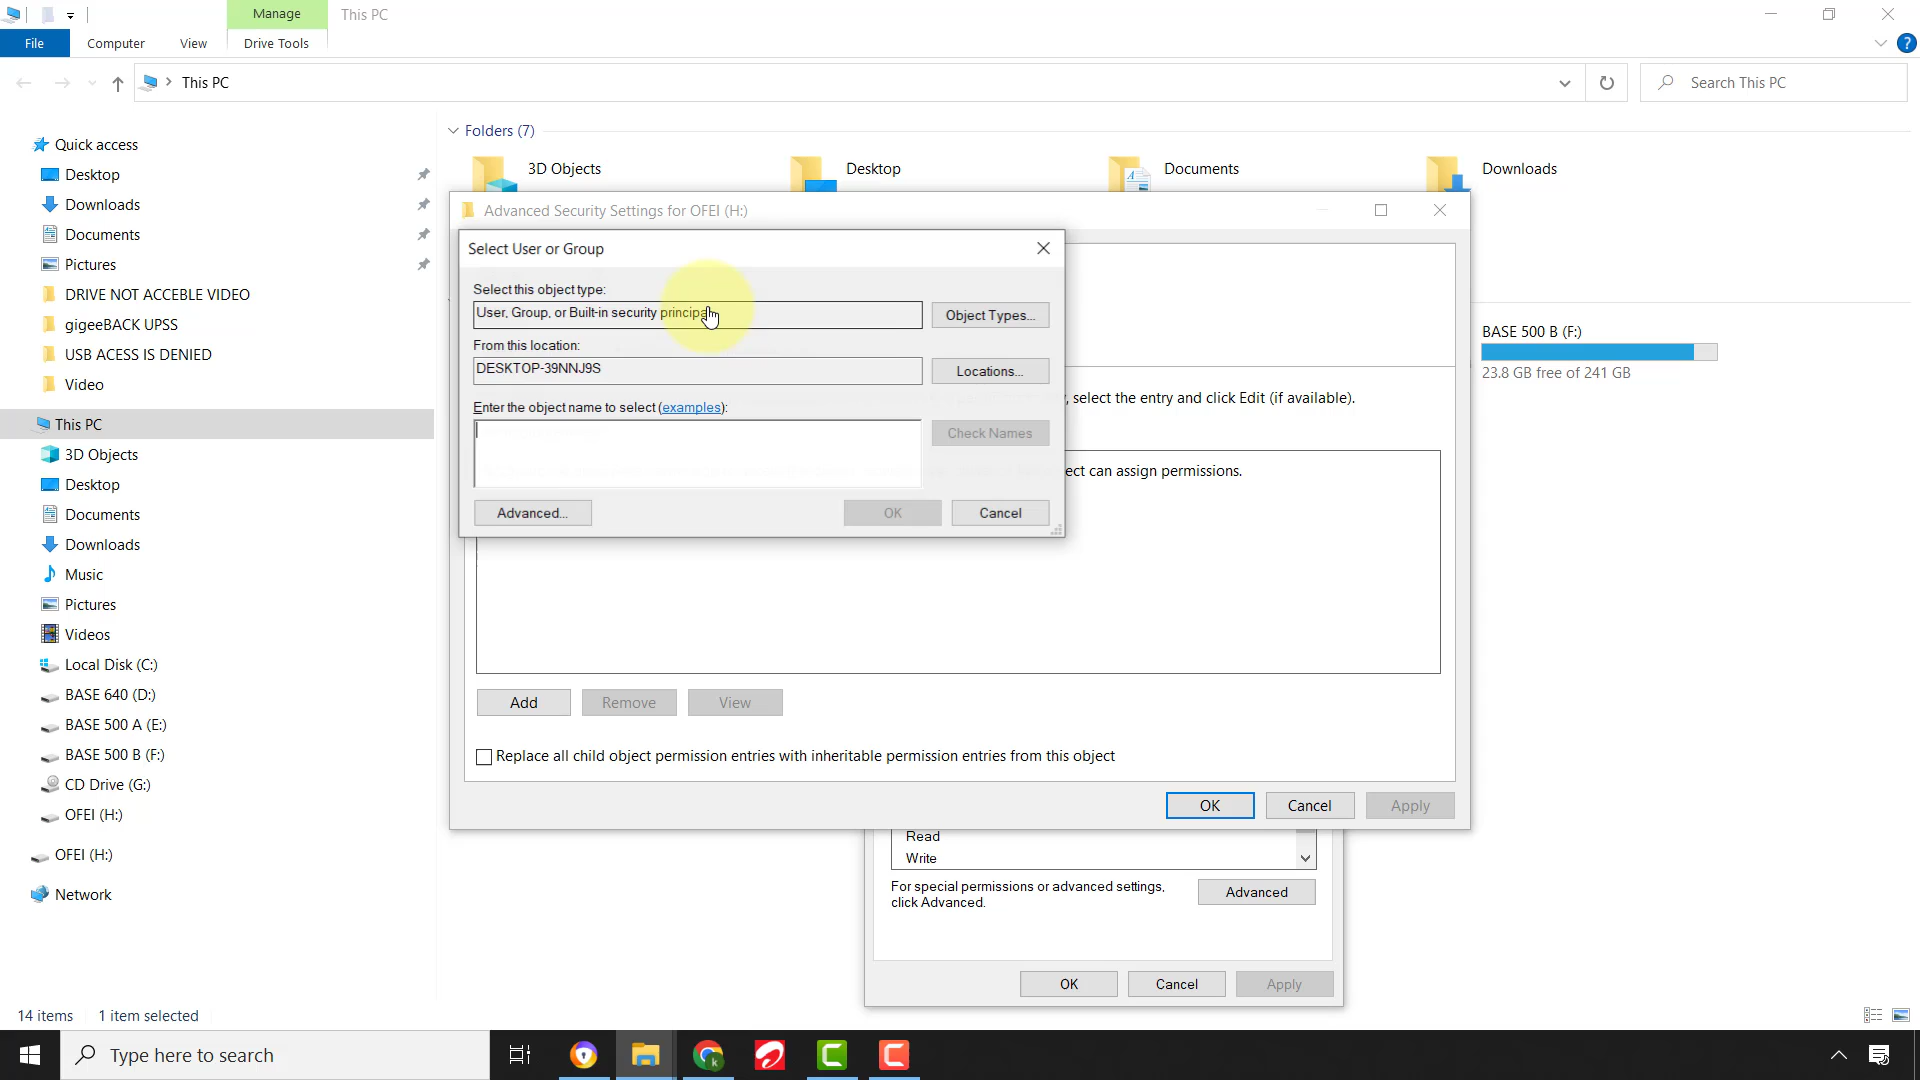 Manage
This PC
File
Computer
View
Drive Tools
This PC
Search This PC
Quick access
Desktop
Downloads
Documents
Pictures
DRIVE NOT ACCEBLE VIDEO
gigeeBACK UPSS
USB ACESS IS DENIED
Video
This PC
3D Objects
Desktop
Documents
Downloads
Music
Pictures
Videos
Local Disk (C:)
BASE 640 (D:)
BASE 500 A (E:)
BASE 500 B (F:)
CD Drive (G:)
OFEI (H:)
OFEI (H:)
Network
Folders (7)
3D Objects
Desktop
Documents
Downloads
BASE 500 B (F:)
23.8 GB free of 241 GB
Advanced Security Settings for OFEI (H:)
Select User or Group
Select this object type:
User, Group, or Built-in security principal
Object Types...
From this location:
DESKTOP-39NNJ9S
Locations...
Enter the object name to select (examples):
Check Names
Advanced...
OK
Cancel
, select the entry and click Edit (if available).
ect can assign permissions.
Add
Remove
View
Replace all child object permission entries with inheritable permission entries from this object
OK
Cancel
Apply
Read
Write
For special permissions or advanced settings,
click Advanced.
Advanced
OK
Cancel
Apply
14 items
1 item selected
Type here to search